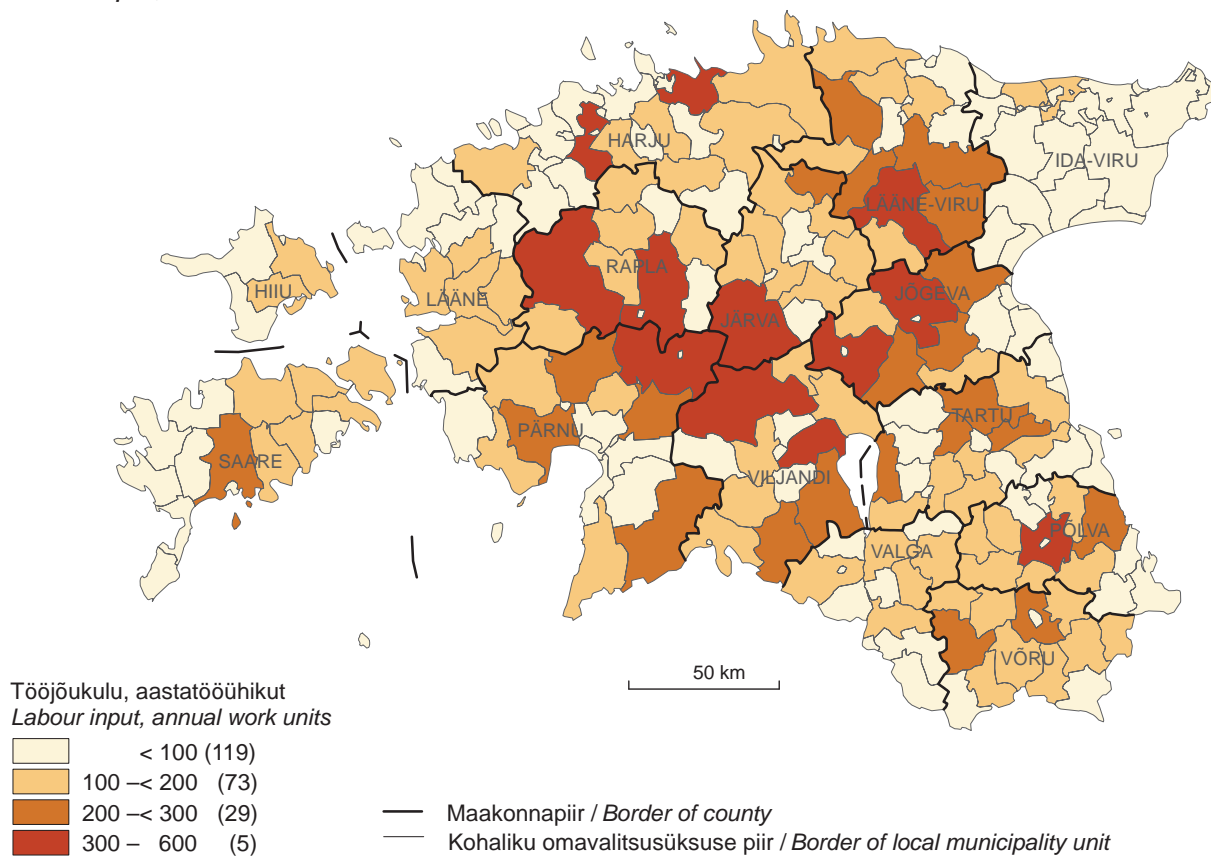 HARJU
IDA-VIRU
LÄÄNE-VIRU
RAPLA
HIIU
LÄÄNE
JÕGEVA
JÄRVA
TARTU
PÄRNU
SAARE
VILJANDI
PÕLVA
VALGA
VÕRU
50 km
Tööjõukulu, aastatööühikut
Labour input, annual work units
< 100 (119)
100 –< 200 (73)
200 –< 300 (29)
300 – 600 (5)
Maakonnapiir / Border of county
Kohaliku omavalitsusüksuse piir / Border of local municipality unit